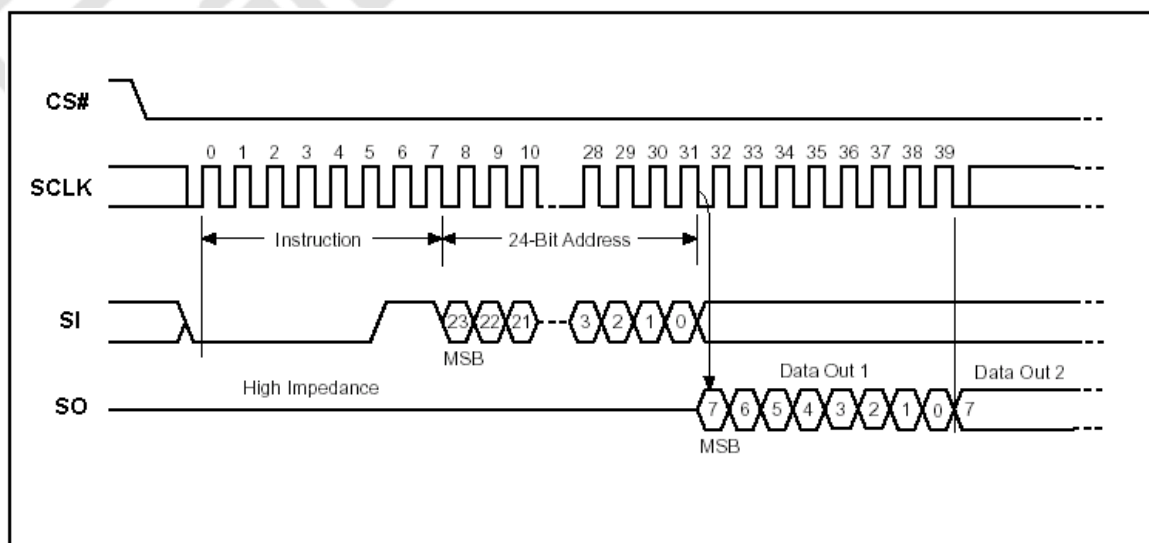 CS#
0 1 2 3 4 5 6 7 8 9 10 28 29 30 31 32 33 34 35 36 37 38 39
SCLK
Instruction 24-Bit Address
SI 23 22 21 3 2 1 0
MSB
High Impedance Data Out 1 Data Out 2
SO 7 6 5 4 3 2 1 0 7
MSB